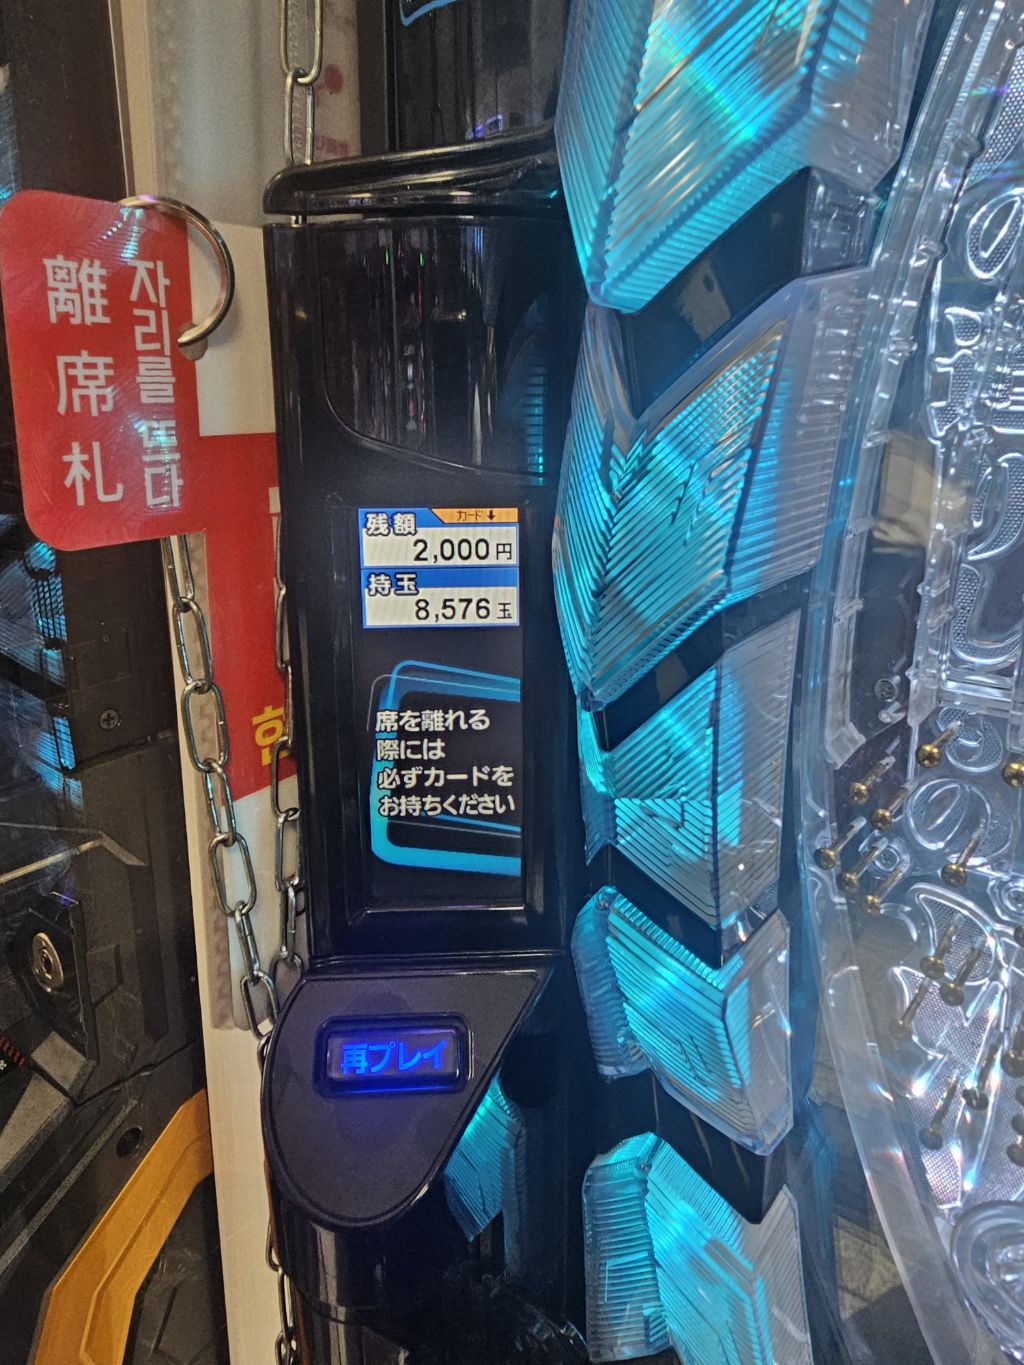 離席札
자리를 뜨다
残額
カード↓
2,000円
持玉
8,576玉
席を離れる
際には
必ずカードを
お持ちください
再プレイ